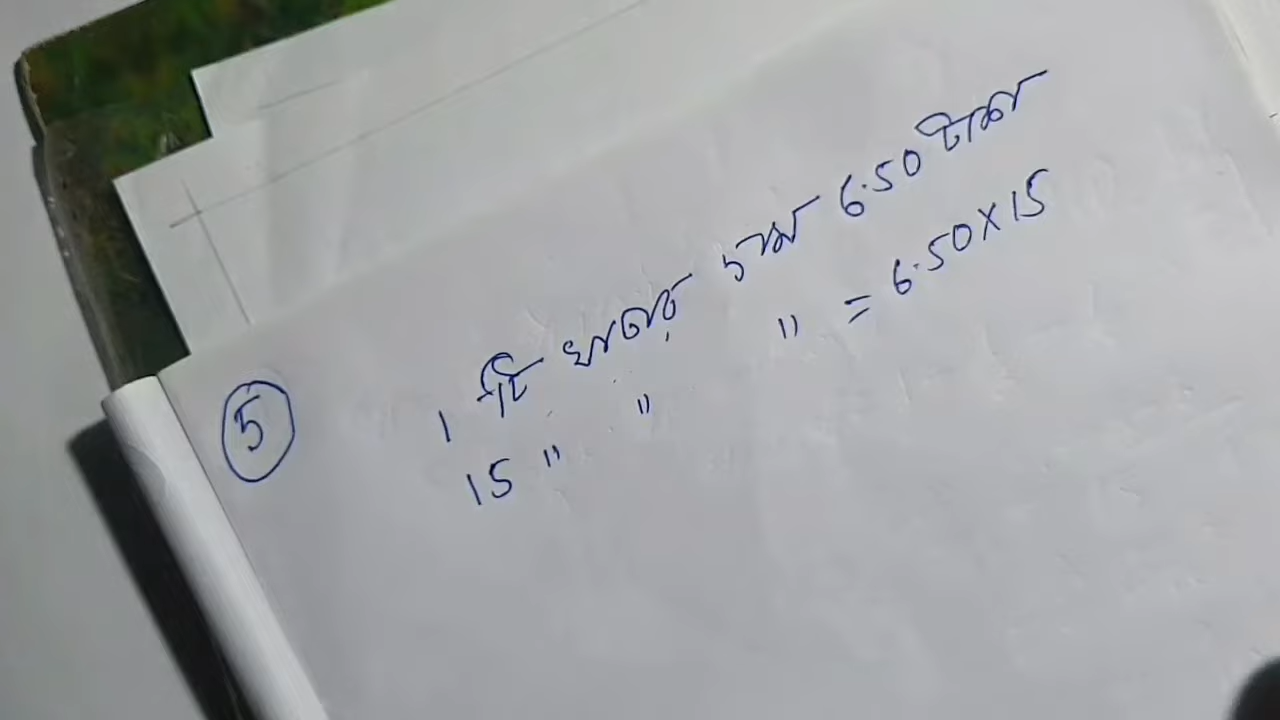 5
1 টি খাতার দাম 6.50 টাকা
15 " " " = 6.50×15